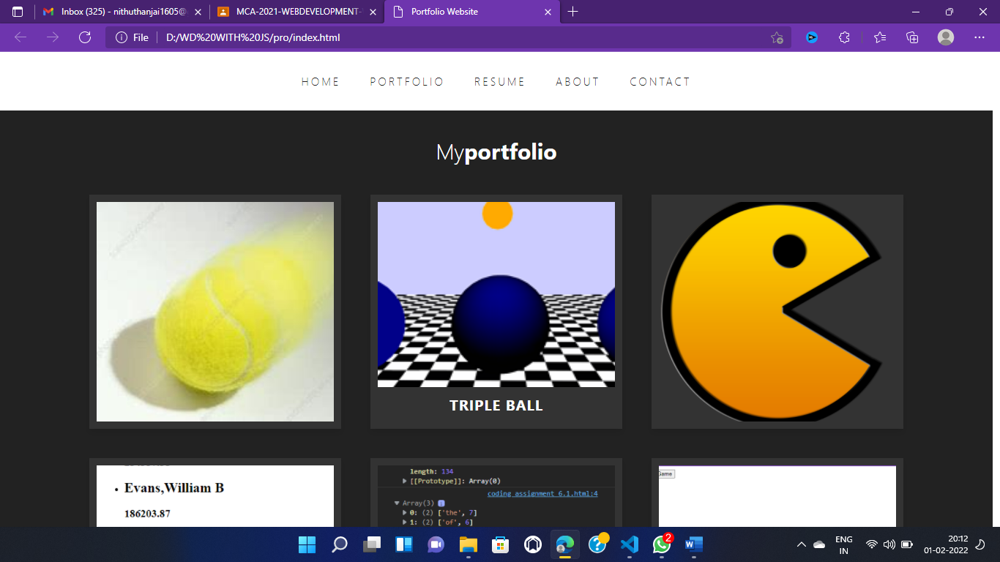 Inbox (325) - nithuthanjai1605@
MCA-2021-WEBDEVELOPMENT-
Portfolio Website
File
D:/WD%20WITH%20JS/pro/index.html
HOME PORTFOLIO RESUME ABOUT CONTACT
Myportfolio
TRIPLE BALL
Evans,William B
186203.87
length: 134
[[Prototype]]: Array(0)
coding assignment 6.1.html:4
Array(3)
0: (2) ['the', 7]
1: (2) ['of', 6]
Game
2
ENG
IN
20:12
01-02-2022